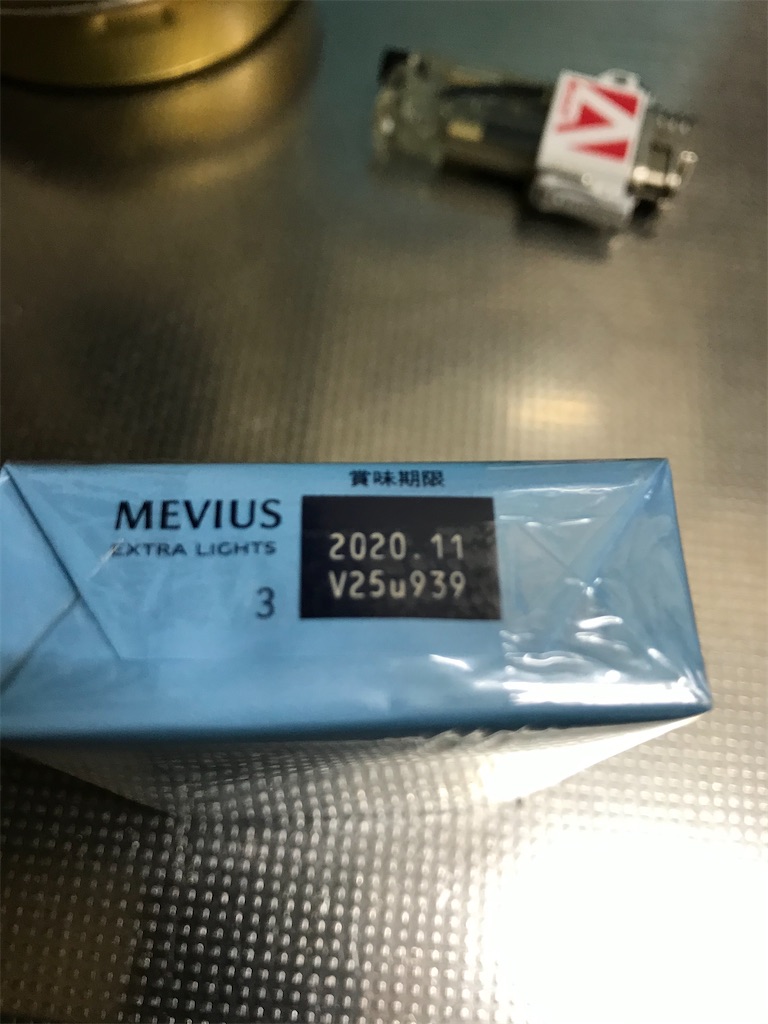 賞味期限
MEVIUS
EXTRA LIGHTS
3
2020.11
V25u939